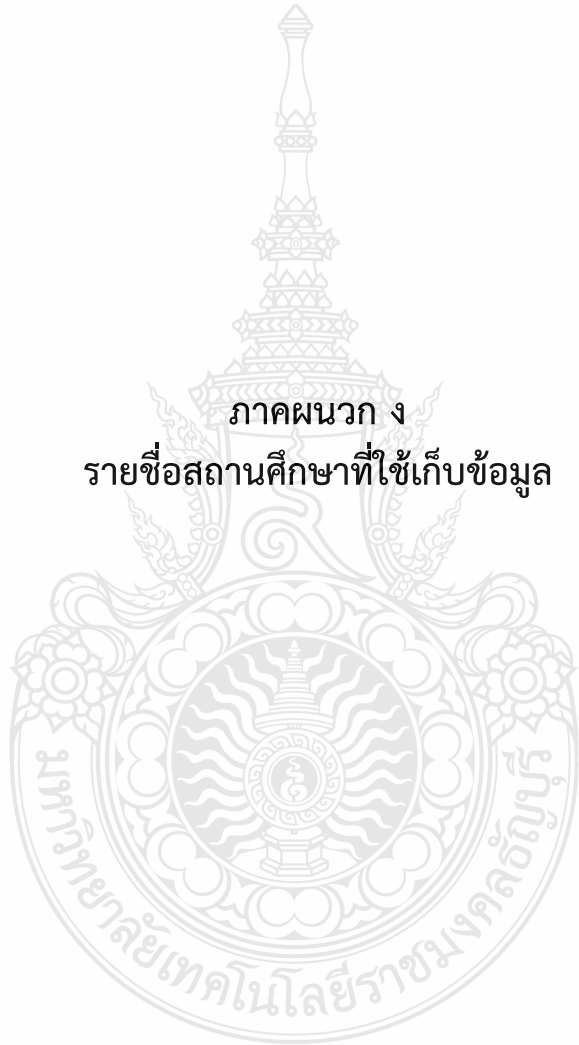 ภาคผนวก ง
รายชื่อสถานศึกษาที่ใช้เก็บข้อมูล
มหาวิทยาลัยเทคโนโลยีราชมงคลธัญบุรี